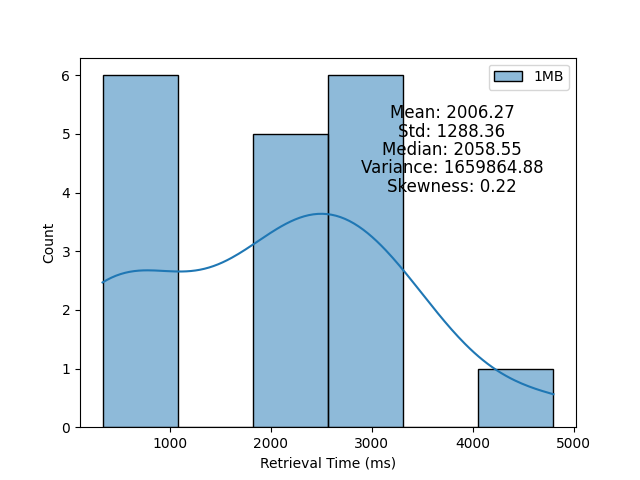 1MB
Mean: 2006.27
Std: 1288.36
Median: 2058.55
Variance: 1659864.88
Skewness: 0.22
Count
6
5
4
3
2
1
0
1000 2000 3000 4000 5000
Retrieval Time (ms)